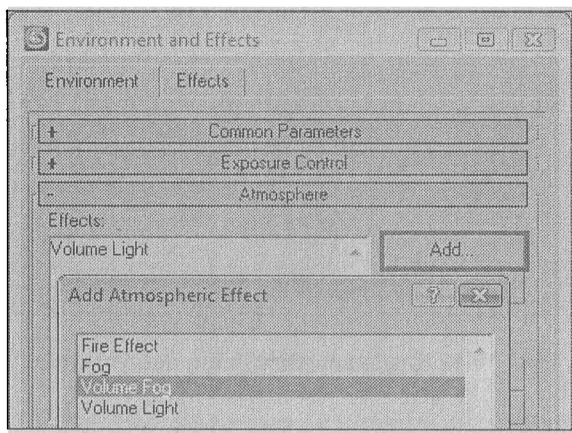 Environment and Effects
Environment Effects
+ Common Parameters
+ Exposure Control
- Atmosphere
Effects:
Volume Light Add...
Add Atmospheric Effect ?
Fire Effect
Fog
Volume Fog
Volume Light